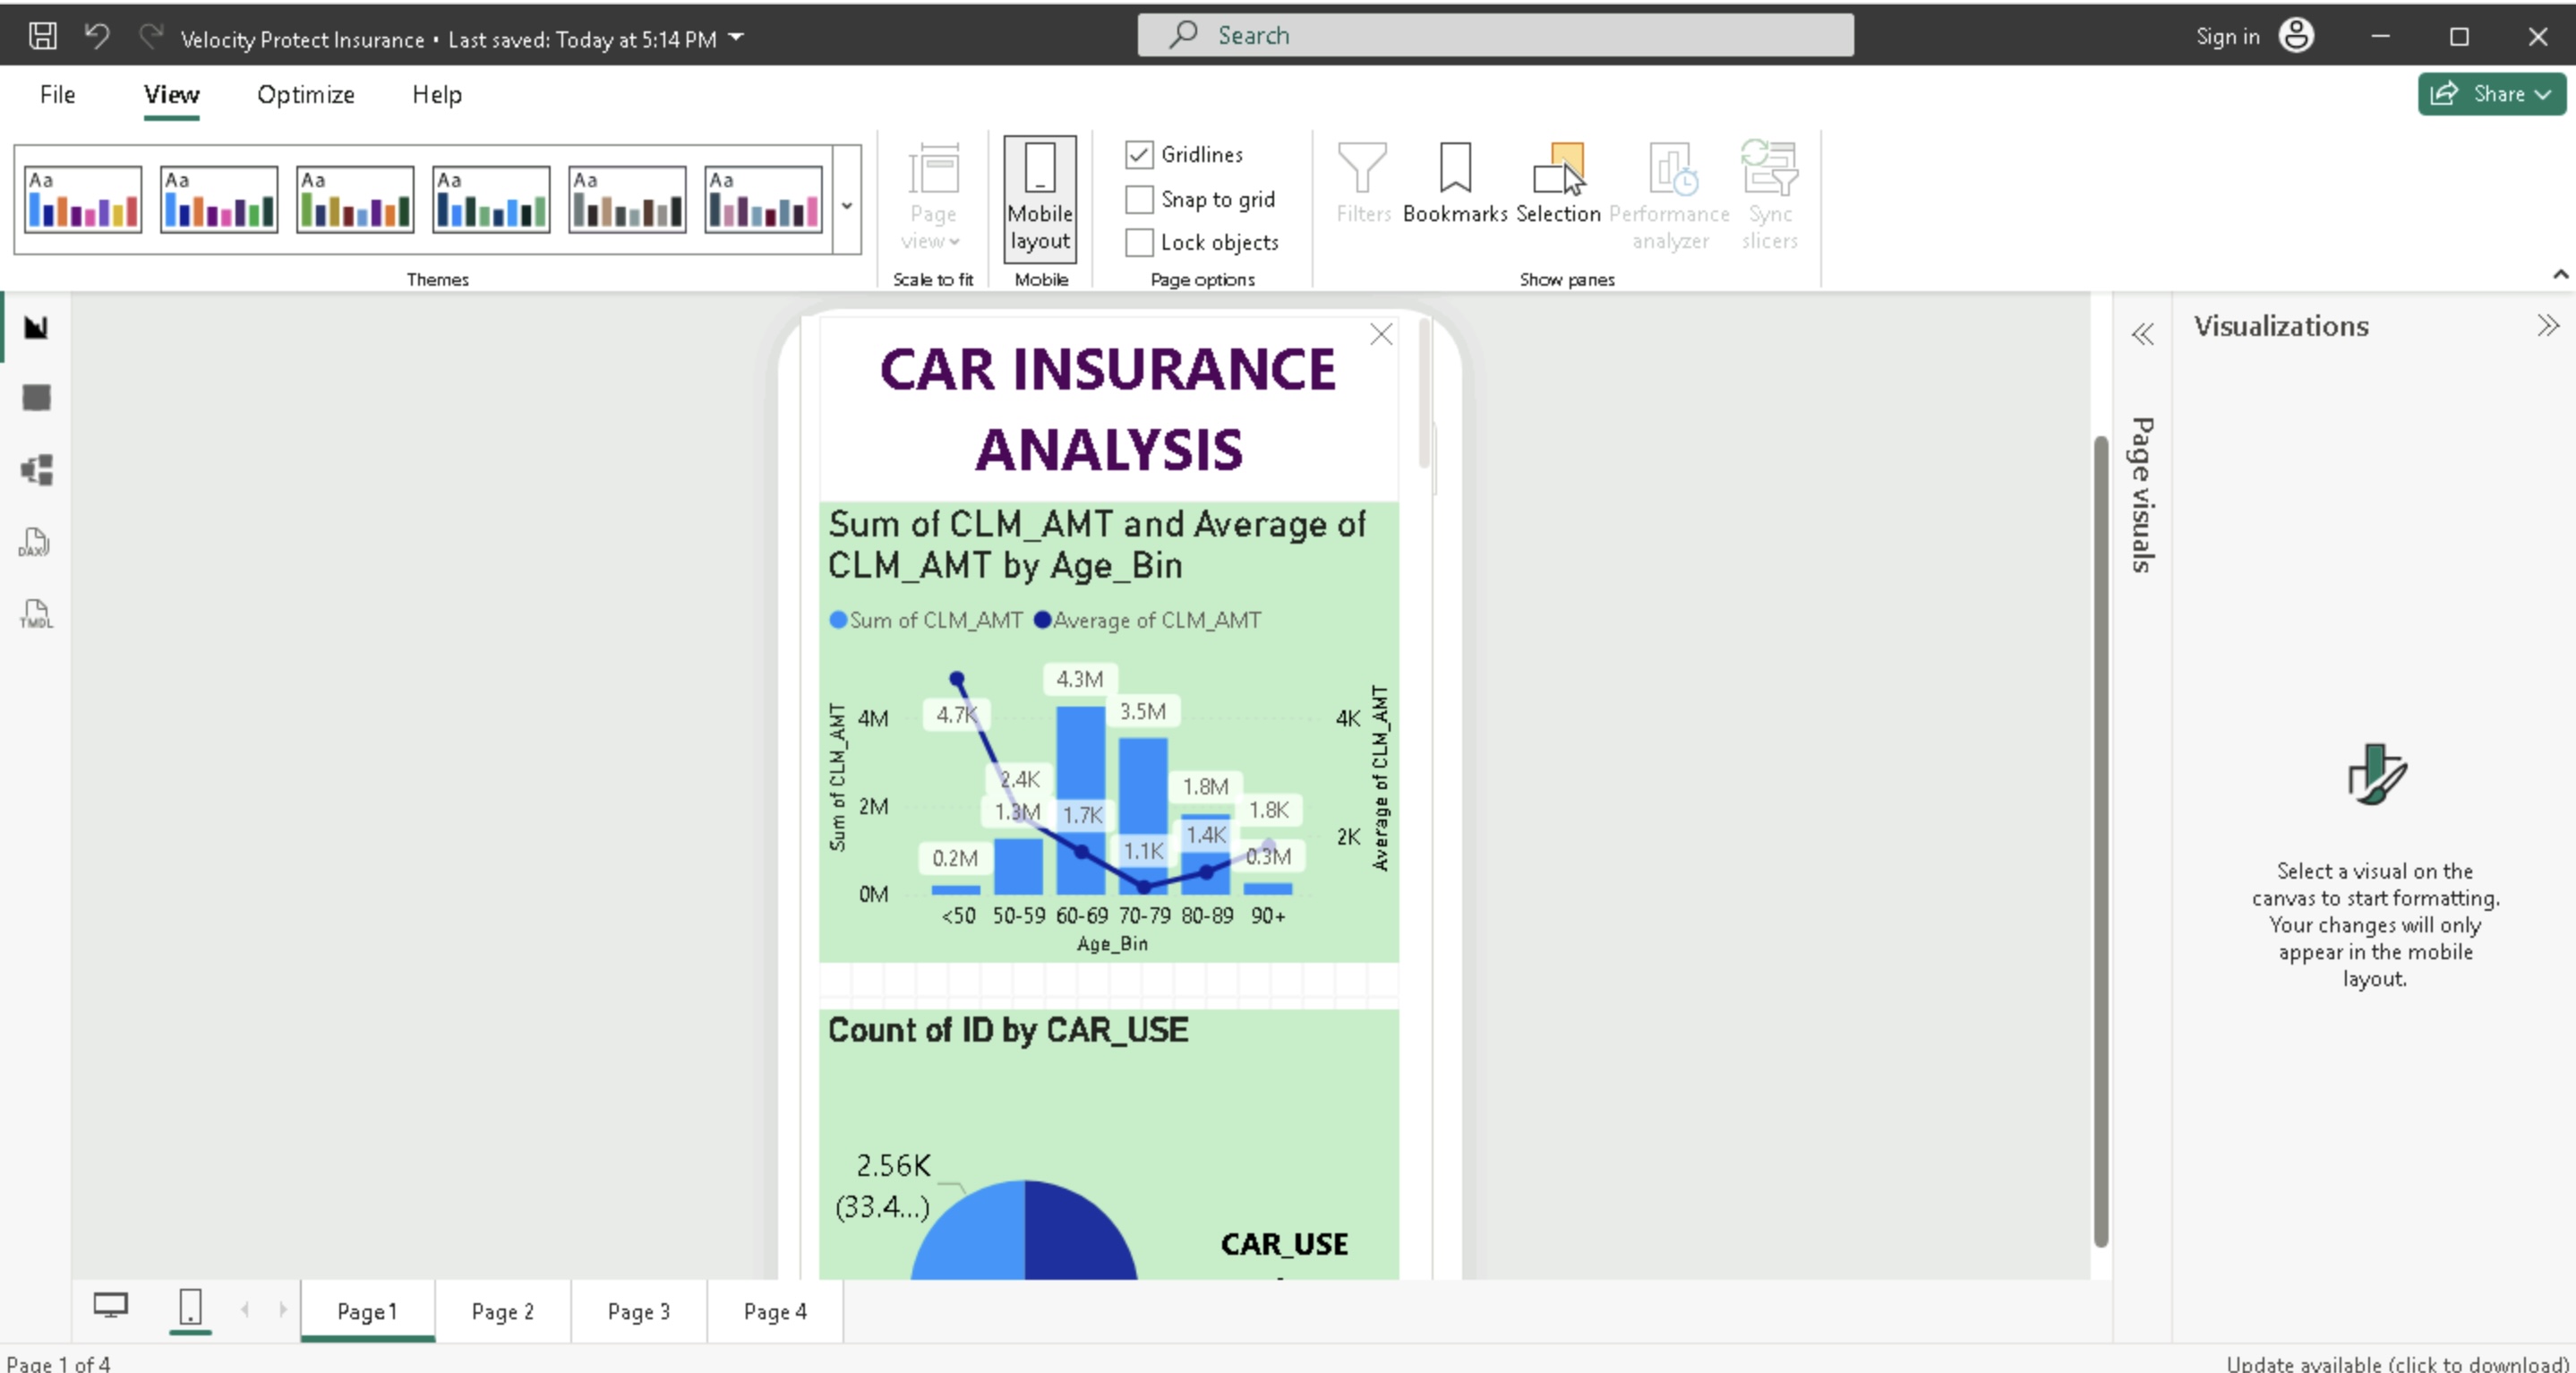 Velocity Protect Insurance • Last saved: Today at 5:14 PM
Search
Sign in
File
View
Optimize
Help
Share
Aa
Aa
Aa
Aa
Aa
Aa
Themes
Page view
Scale to fit
Mobile layout
Mobile
Gridlines
Snap to grid
Lock objects
Page options
Filters
Bookmarks
Selection
Performance analyzer
Sync slicers
Show panes
DAX
TMDL
CAR INSURANCE
ANALYSIS
Sum of CLM_AMT and Average of
CLM_AMT by Age_Bin
Sum of CLM_AMT
Average of CLM_AMT
Sum of CLM_AMT
4M
2M
0M
4.7K
2.4K
1.3M
0.2M
4.3M
1.7K
3.5M
1.1K
1.8M
1.4K
1.8K
0.3M
4K
2K
Average of CLM_AMT
<50 50-59 60-69 70-79 80-89 90+
Age_Bin
Count of ID by CAR_USE
2.56K
(33.4...)
CAR_USE
Page visuals
Visualizations
Select a visual on the
canvas to start formatting.
Your changes will only
appear in the mobile
layout.
Page 1
Page 2
Page 3
Page 4
Page 1 of 4
Update available (click to download)